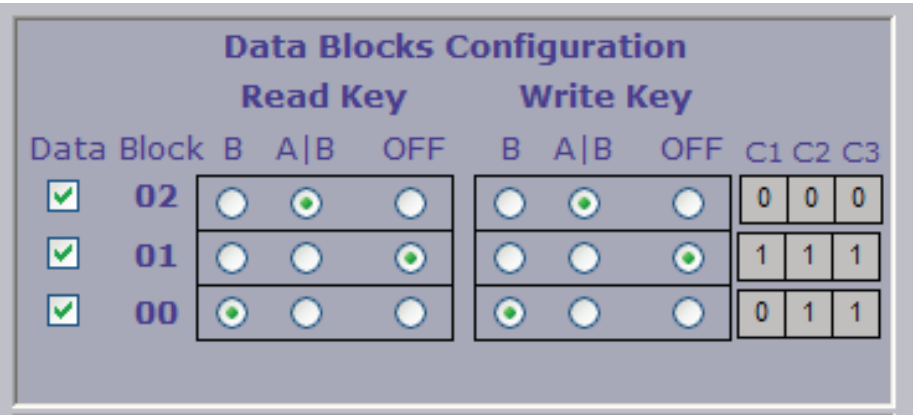 Data Blocks Configuration
Read Key Write Key
Data Block B A|B OFF B A|B OFF C1 C2 C3
02 0 0 0
01 1 1 1
00 0 1 1